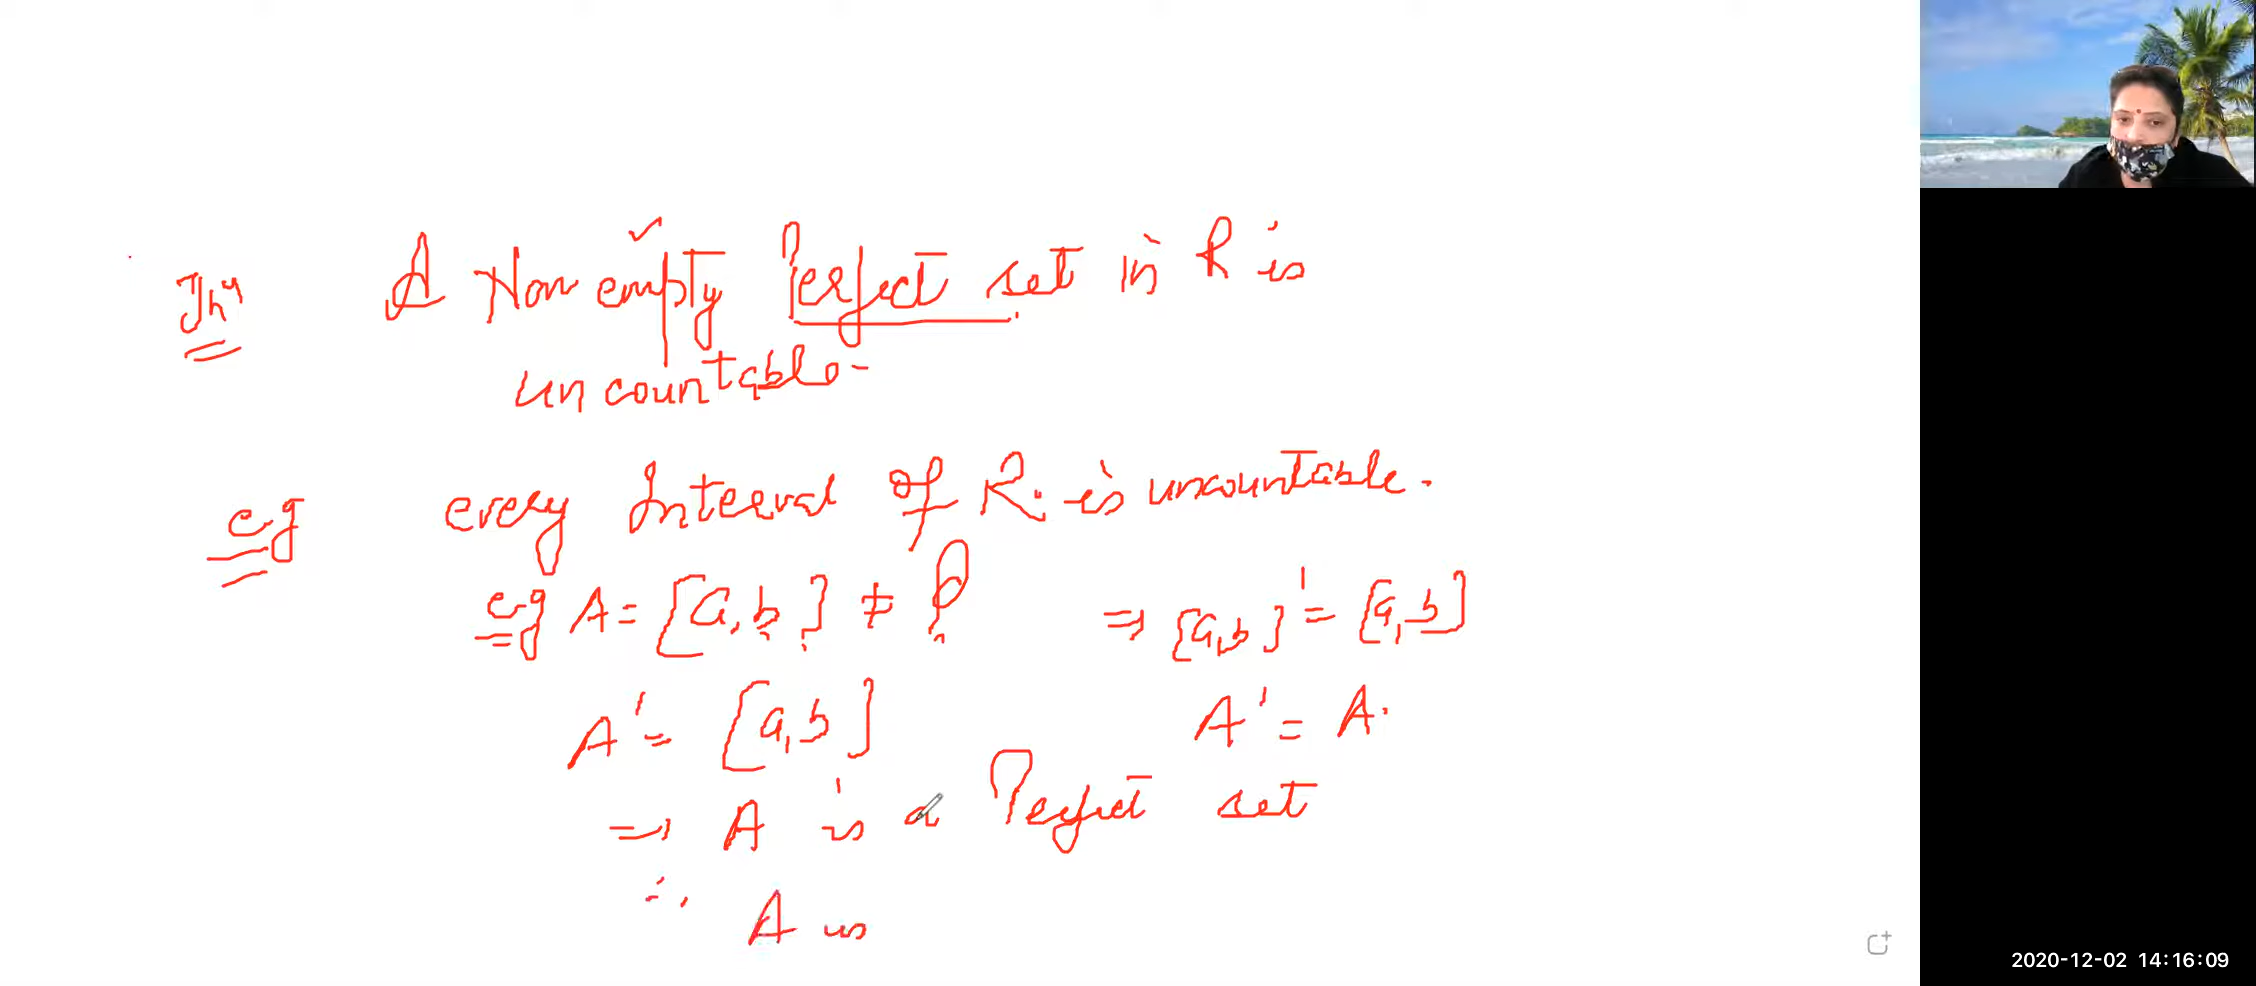 Thm A Non empty Perfect set in R is
uncountable-
e.g every Interval of R. is uncountable.
e.g A = [a, b] ≠ ϕ ⇒ [a,b]' = [a,b]
A' = [a,b] A' = A.
⇒ A is a Perfect set
∴ A is
2020-12-02 14:16:09